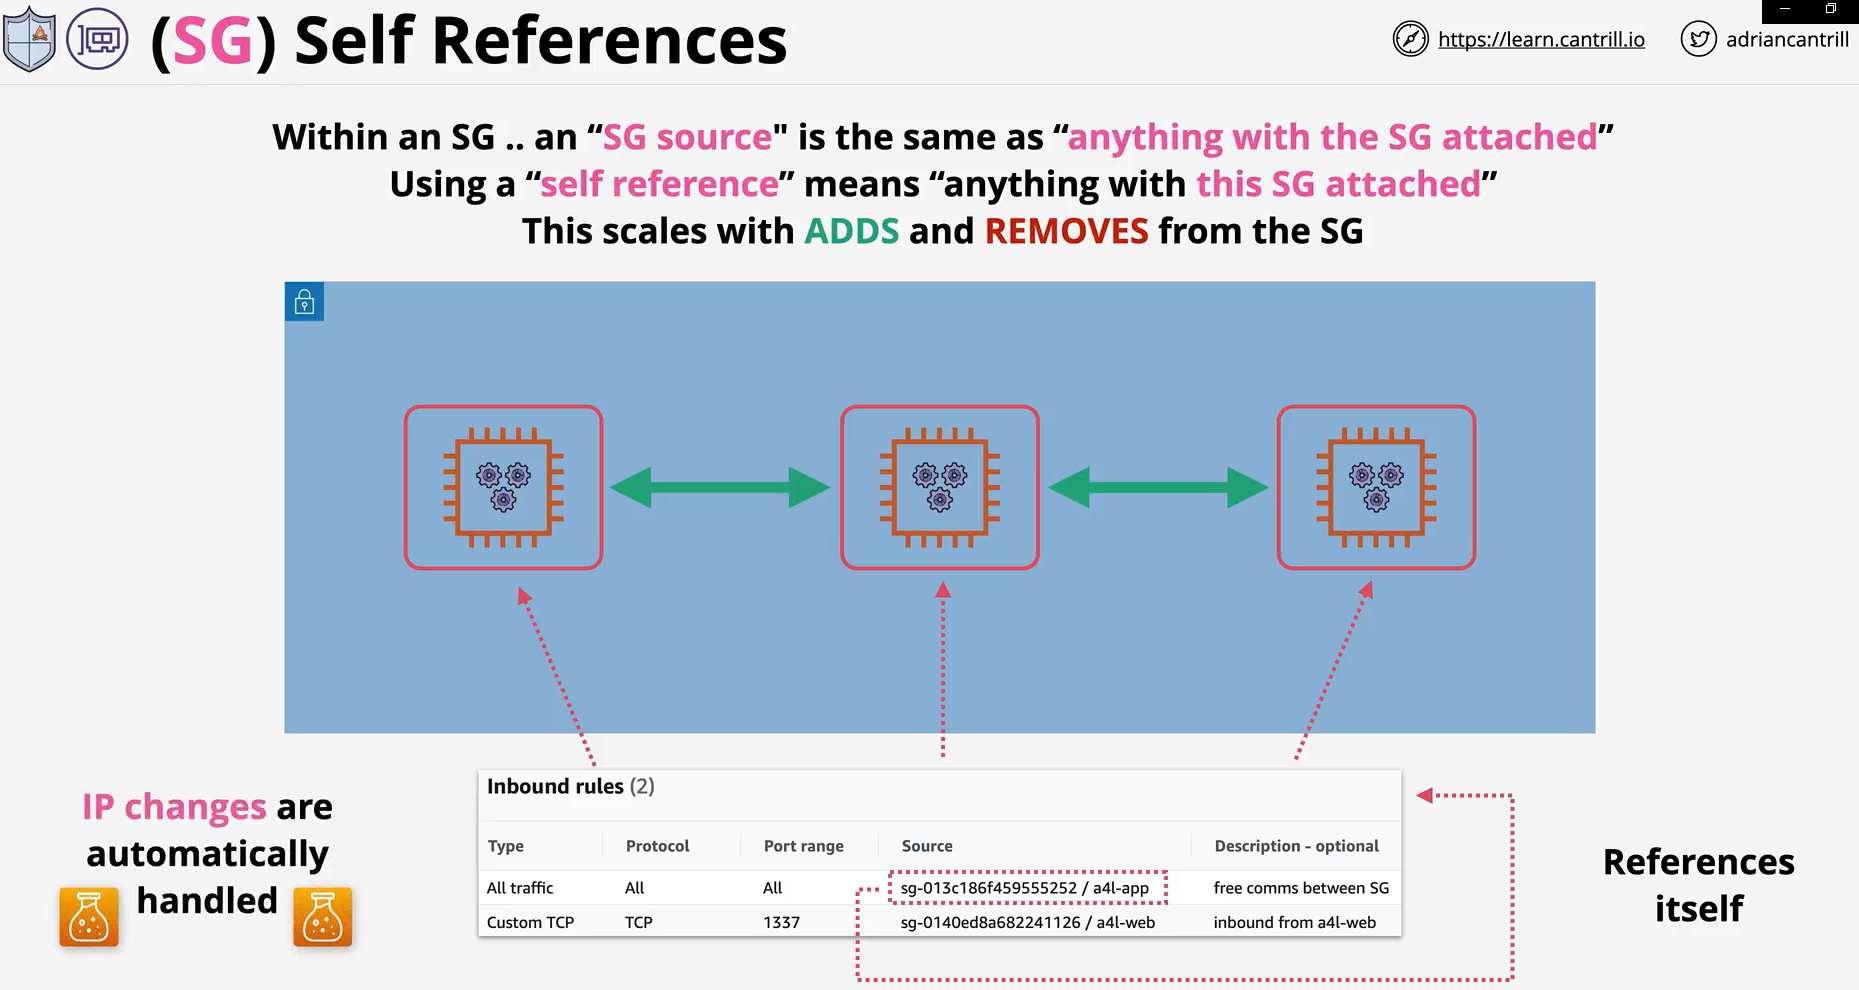 (SG) Self References
https://learn.cantrill.io
adriancantrill
Within an SG .. an “SG source" is the same as “anything with the SG attached”
Using a “self reference” means “anything with this SG attached”
This scales with ADDS and REMOVES from the SG
IP changes are
automatically
handled
Inbound rules (2)
Type Protocol Port range Source Description - optional
All traffic All All sg-013c186f459555252 / a4l-app free comms between SG
Custom TCP TCP 1337 sg-0140ed8a682241126 / a4l-web inbound from a4l-web
References
itself